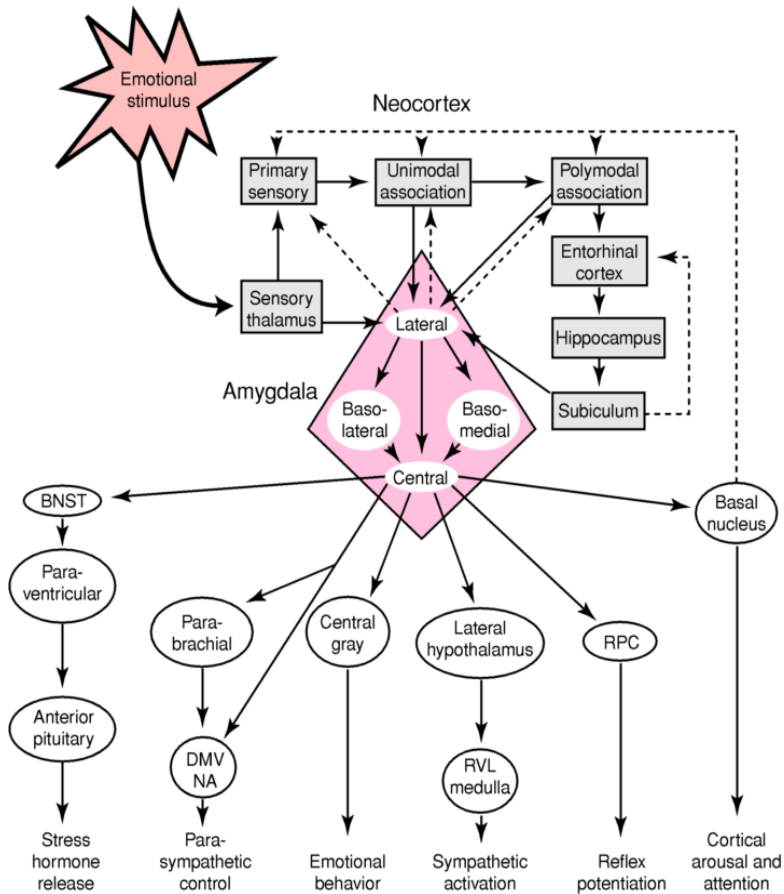 Emotional
stimulus
Neocortex
Primary
sensory
Unimodal
association
Polymodal
association
Entorhinal
cortex
Sensory
thalamus
Lateral
Hippocampus
Amygdala
Baso-
lateral
Baso-
medial
Subiculum
Central
BNST
Basal
nucleus
Para-
ventricular
Para-
brachial
Central
gray
Lateral
hypothalamus
RPC
Anterior
pituitary
DMV
NA
RVL
medulla
Stress
hormone
release
Para-
sympathetic
control
Emotional
behavior
Sympathetic
activation
Reflex
potentiation
Cortical
arousal and
attention